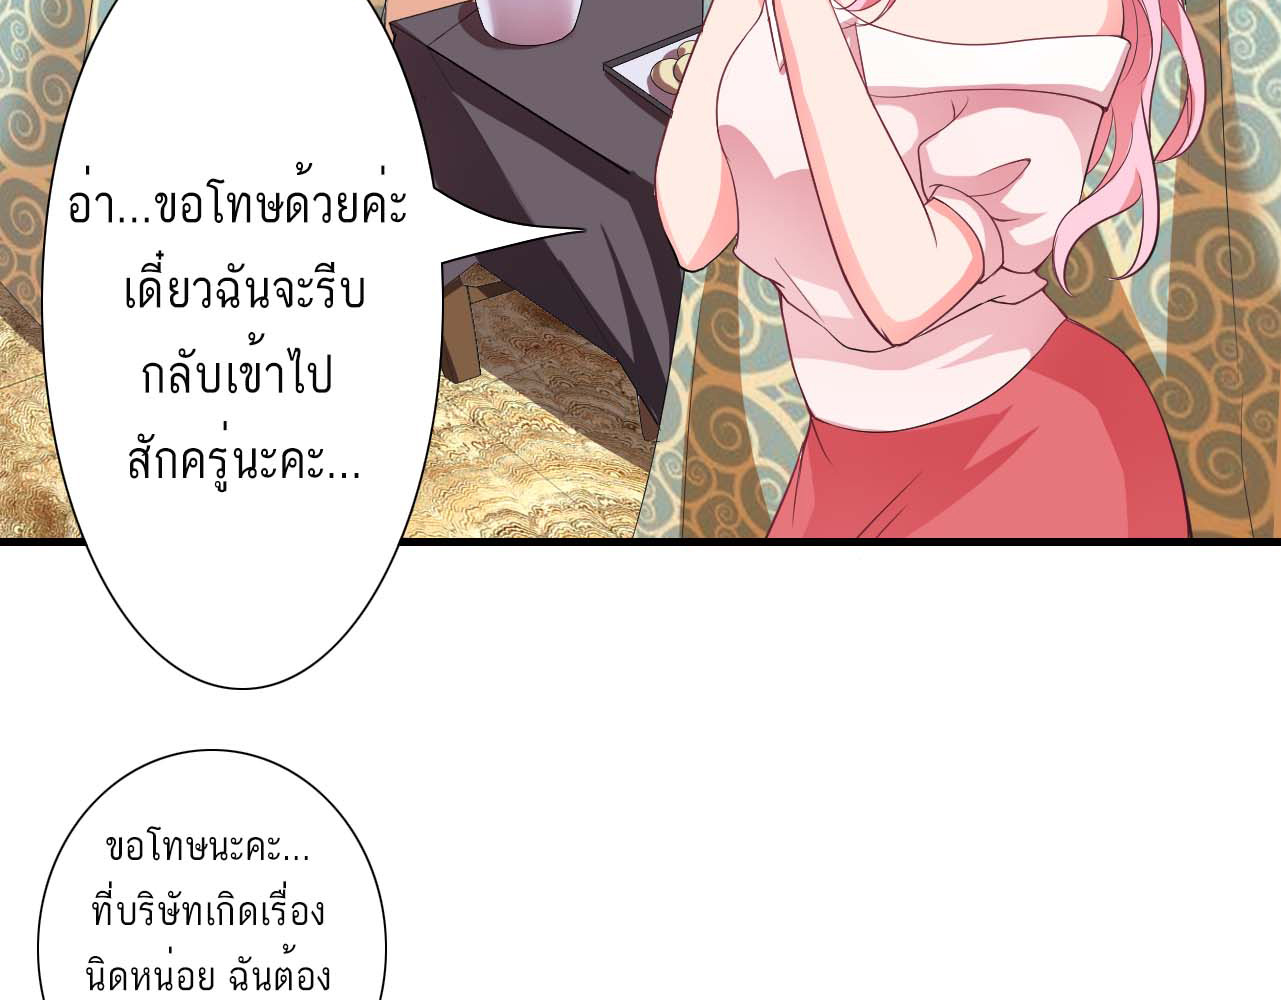 อ่า...ขอโทษด้วยค่ะ
เดี๋ยวฉันจะรีบ
กลับเข้าไป
สักครู่นะคะ...
ขอโทษนะคะ...
ที่บริษัทเกิดเรื่อง
นิดหน่อย ฉันต้อง